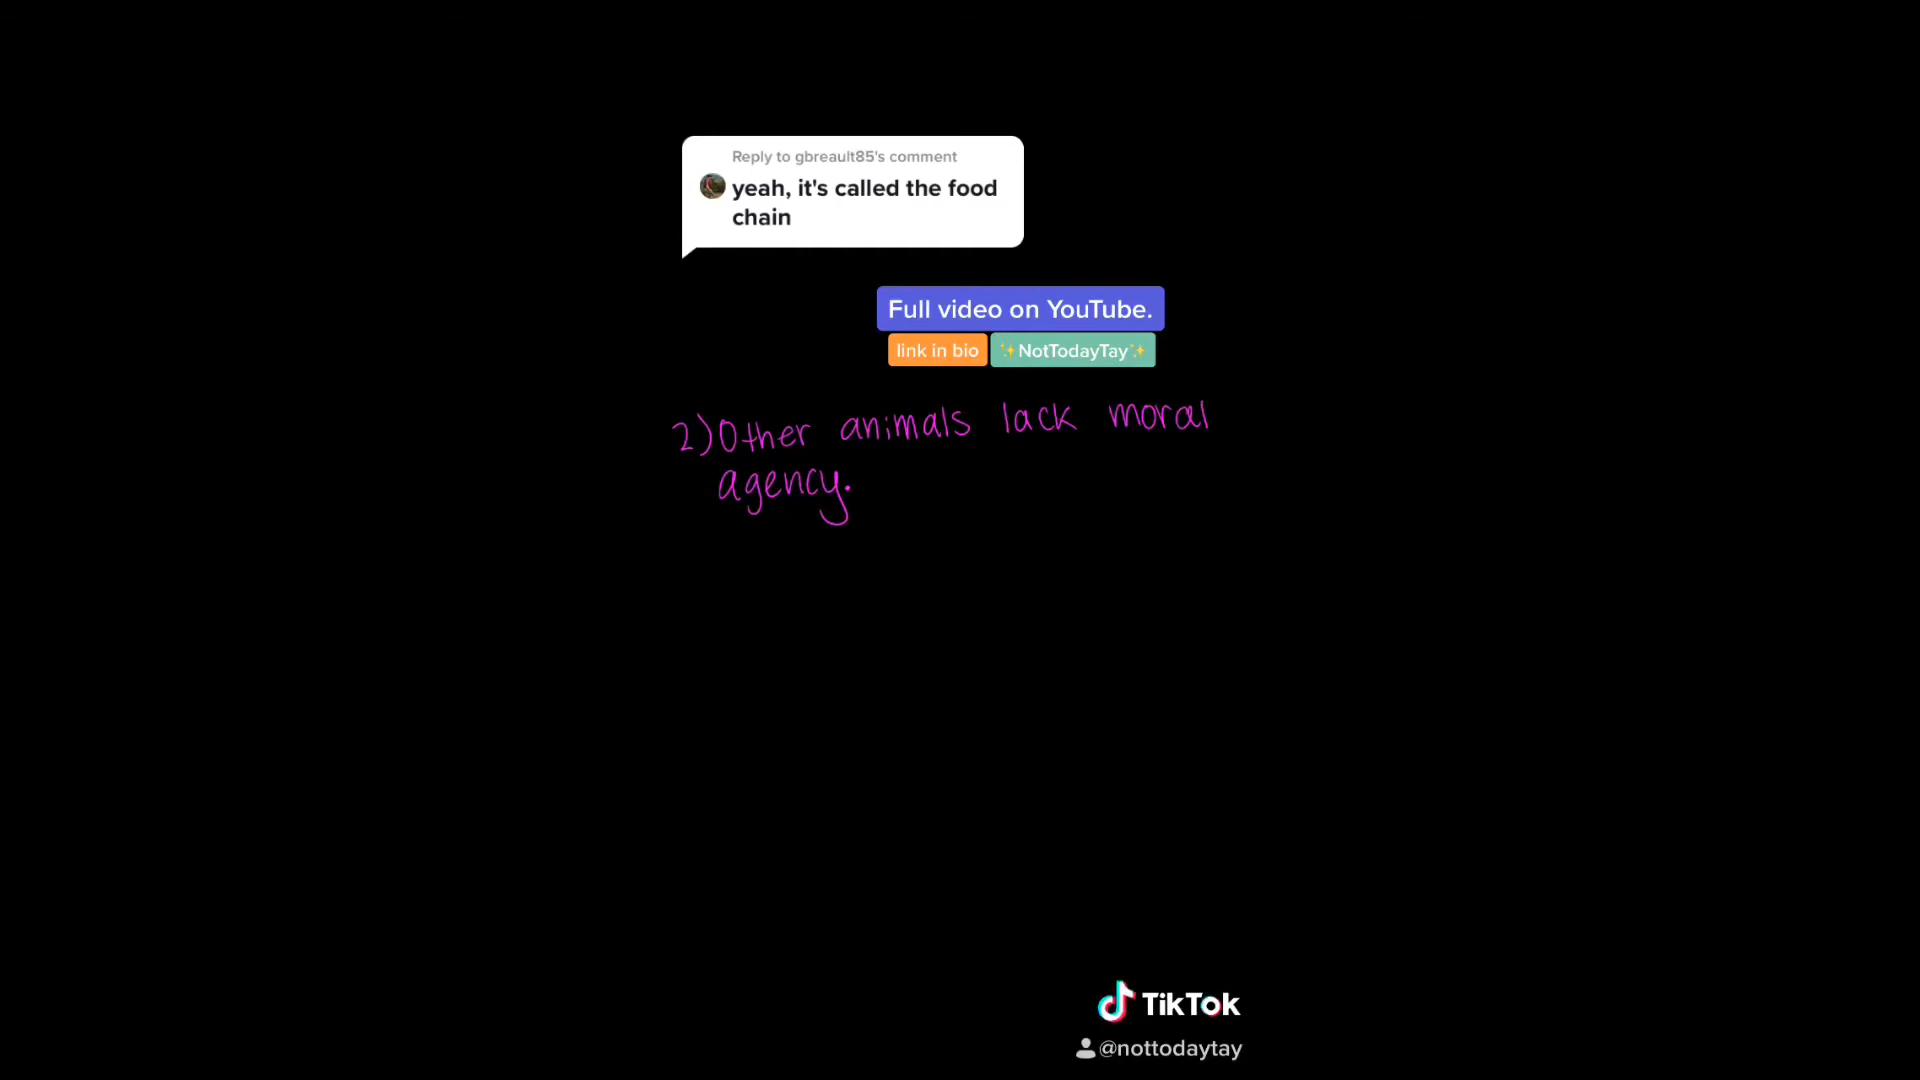 Reply to gbreault85's comment
yeah, it's called the food
chain
Full video on YouTube.
link in bio ✨NotTodayTay✨
2) Other animals lack moral
agency.
TikTok
@nottodaytay